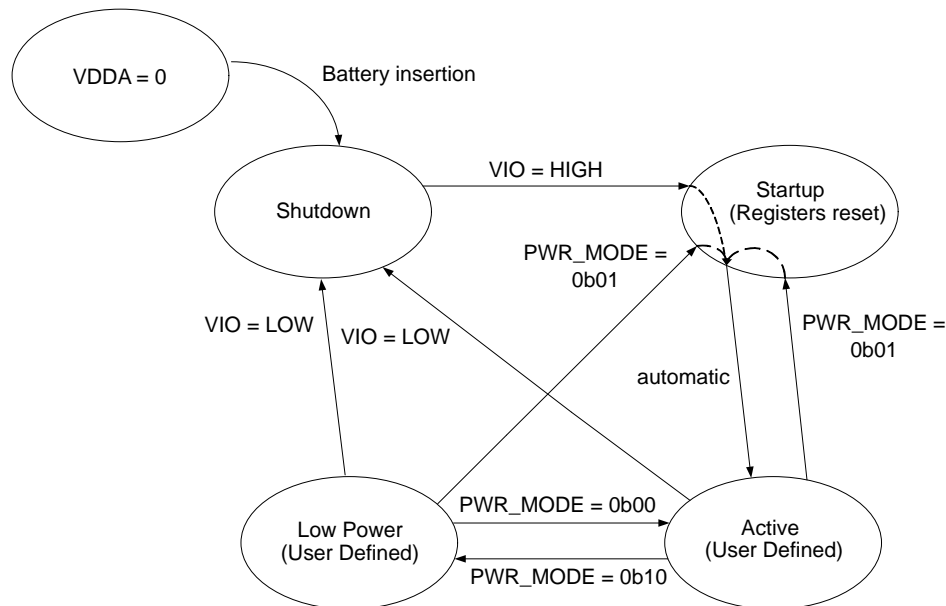 VDDA = 0
Battery insertion
Shutdown
VIO = HIGH
Startup
(Registers reset)
PWR_MODE =
0b01
VIO = LOW
VIO = LOW
PWR_MODE =
0b01
automatic
Low Power
(User Defined)
PWR_MODE = 0b00
PWR_MODE = 0b10
Active
(User Defined)